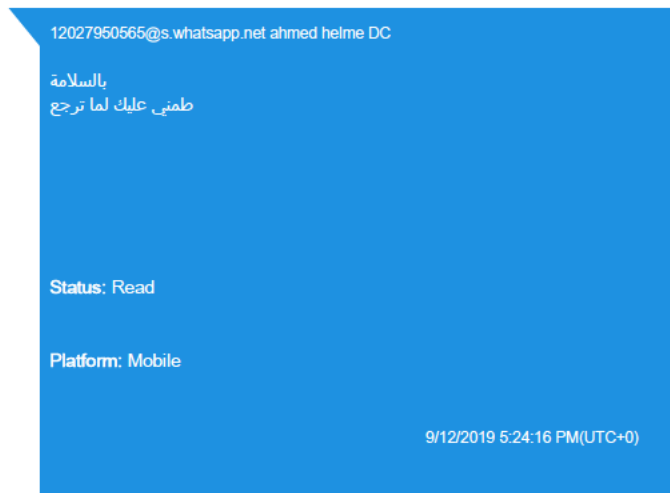 12027950565@s.whatsapp.net ahmed helme DC
بالسلامة
طمني عليك لما ترجع
Status: Read
Platform: Mobile
9/12/2019 5:24:16 PM(UTC+0)